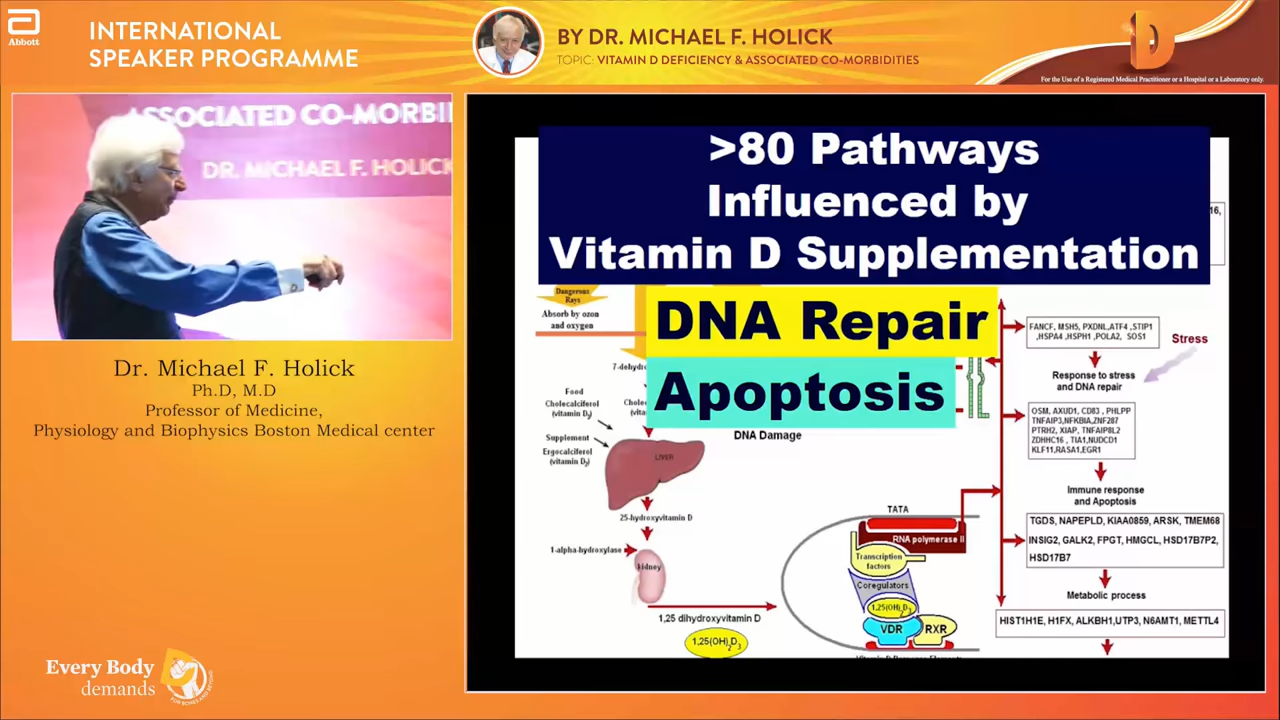 Abbott
INTERNATIONAL
SPEAKER PROGRAMME
BY DR. MICHAEL F. HOLICK
TOPIC: VITAMIN D DEFICIENCY & ASSOCIATED CO-MORBIDITIES
D
For the Use of a Registered Medical Practitioner or a Hospital or a Laboratory only.
ASSOCIATED CO-MORBI
DR. MICHAEL F. HOLICK
Dr. Michael F. Holick
Ph.D, M.D
Professor of Medicine,
Physiology and Biophysics Boston Medical center
Every Body
demands
FOR BONES AND BEYOND
>80 Pathways
Influenced by
Vitamin D Supplementation
DNA Repair
Apoptosis
16,
Dangerous
Rays
Absorb by ozon
and oxygen
7-dehydr
Food
Cholecalciferol
(vitamin D₃)
Supplement
Ergocalciferol
(vitamin D₂)
LIVER
25-hydroxyvitamin D
1-alpha-hydroxylase
kidney
1,25 dihydroxyvitamin D
1,25(OH)₂D₃
DNA Damage
TATA
RNA polymerase II
Transcription
factors
Coregulators
1,25(OH)₂D₃
VDR
RXR
FANCF, MSH5, PXDNL,ATF4 ,STIP1
,HSPA4 ,HSPH1 ,POLA2, SOS1
Stress
Response to stress
and DNA repair
OSM, AXUD1, CD83 , PHLPP
TNFAIP3,NFKBIA,ZNF287
PTRH2, XIAP, TNFAIP8L2
ZDHHC16 , TIA1,NUDCD1
KLF11,RASA1,EGR1
Immune response
and Apoptosis
TGDS, NAPEPLD, KIAA0859, ARSK, TMEM68
INSIG2, GALK2, FPGT, HMGCL, HSD17B7P2,
HSD17B7
Metabolic process
HIST1H1E, H1FX, ALKBH1,UTP3, N6AMT1, METTL4